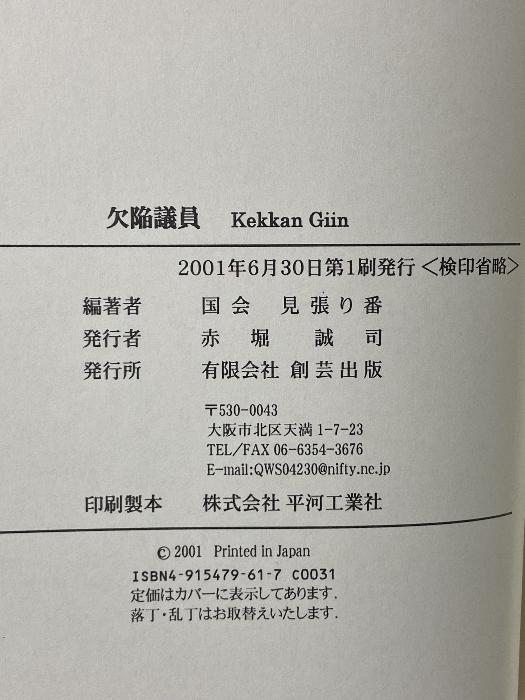 欠陥議員 Kekkan Giin
2001年6月30日第1刷発行＜検印省略＞
編著者 国会 見張り番
発行者 赤堀 誠司
発行所 有限会社 創芸出版
〒530-0043
大阪市北区天満1-7-23
TEL/FAX 06-6354-3676
E-mail:QWS04230@nifty.ne.jp
印刷製本 株式会社 平河工業社
© 2001 Printed in Japan
ISBN4-915479-61-7 C0031
定価はカバーに表示してあります.
落丁・乱丁はお取替えいたします.